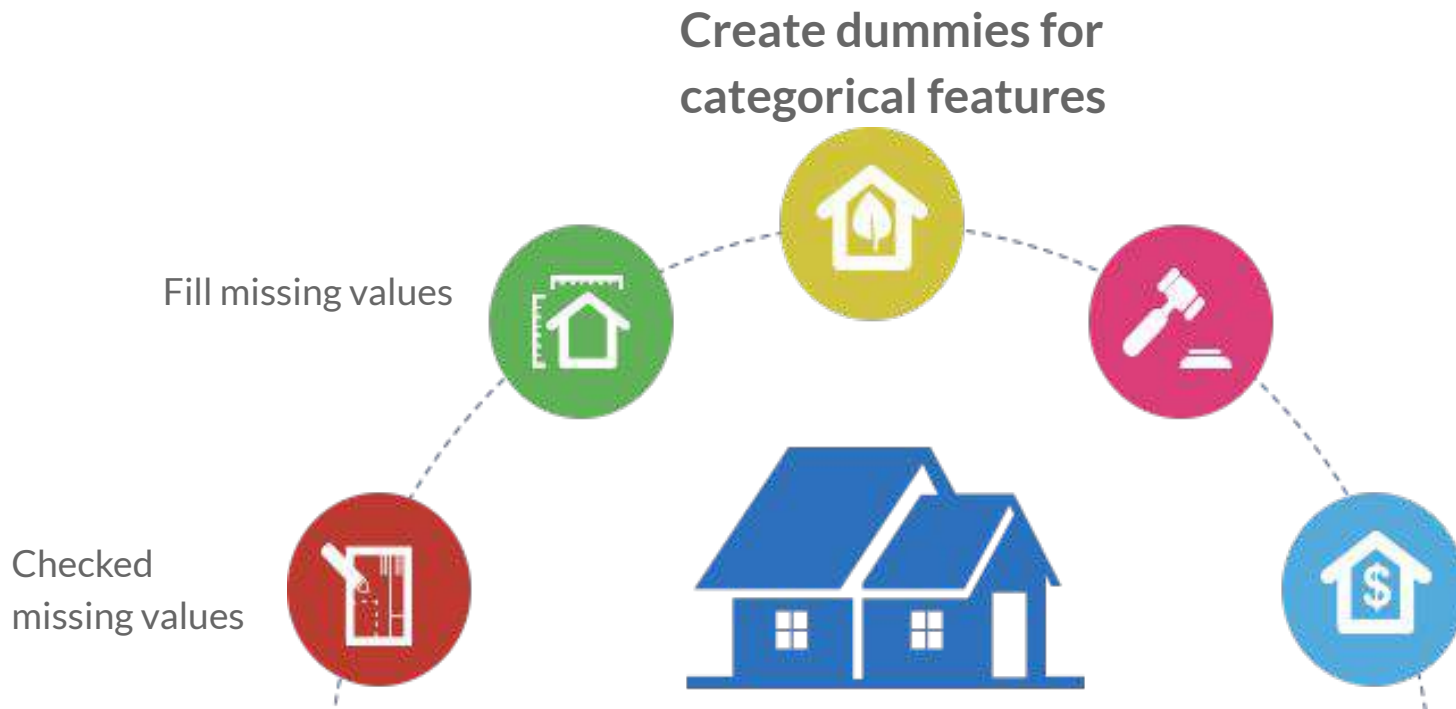 Create dummies for
categorical features
Fill missing values
Checked
missing values
$